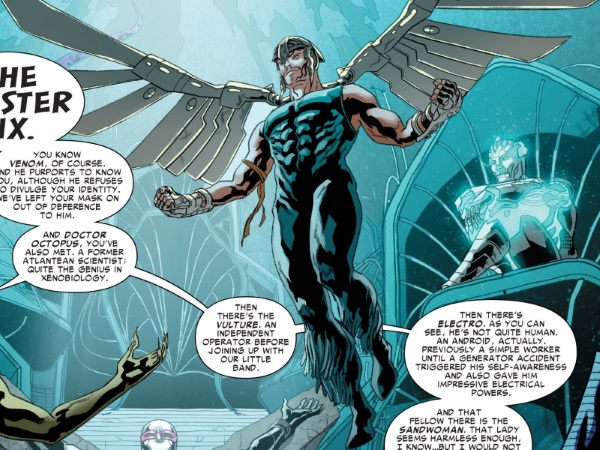 HE
STER
IX.
YOU KNOW
VENOM, OF COURSE.
ND HE PURPORTS TO KNOW
OU, ALTHOUGH HE REFUSES
O DIVULGE YOUR IDENTITY.
WE'VE LEFT YOUR MASK ON
OUT OF DEFERENCE
TO HIM.
AND DOCTOR
OCTOPUS, YOU'VE
ALSO MET. A FORMER
ATLANTEAN SCIENTIST;
QUITE THE GENIUS IN
XENOBIOLOGY.
THEN
THERE'S THE
VULTURE. AN
INDEPENDENT
OPERATOR BEFORE
JOINING UP WITH
OUR LITTLE
BAND.
THEN THERE'S
ELECTRO. AS YOU CAN
SEE, HE'S NOT QUITE HUMAN.
AN ANDROID, ACTUALLY.
PREVIOUSLY A SIMPLE WORKER
UNTIL A GENERATOR ACCIDENT
TRIGGERED HIS SELF-AWARENESS
AND ALSO GAVE HIM
IMPRESSIVE ELECTRICAL
POWERS.
AND THAT
FELLOW THERE IS THE
SANDWOMAN. THAT LADY
SEEMS HARMLESS ENOUGH,
I KNOW...BUT I WOULD NOT